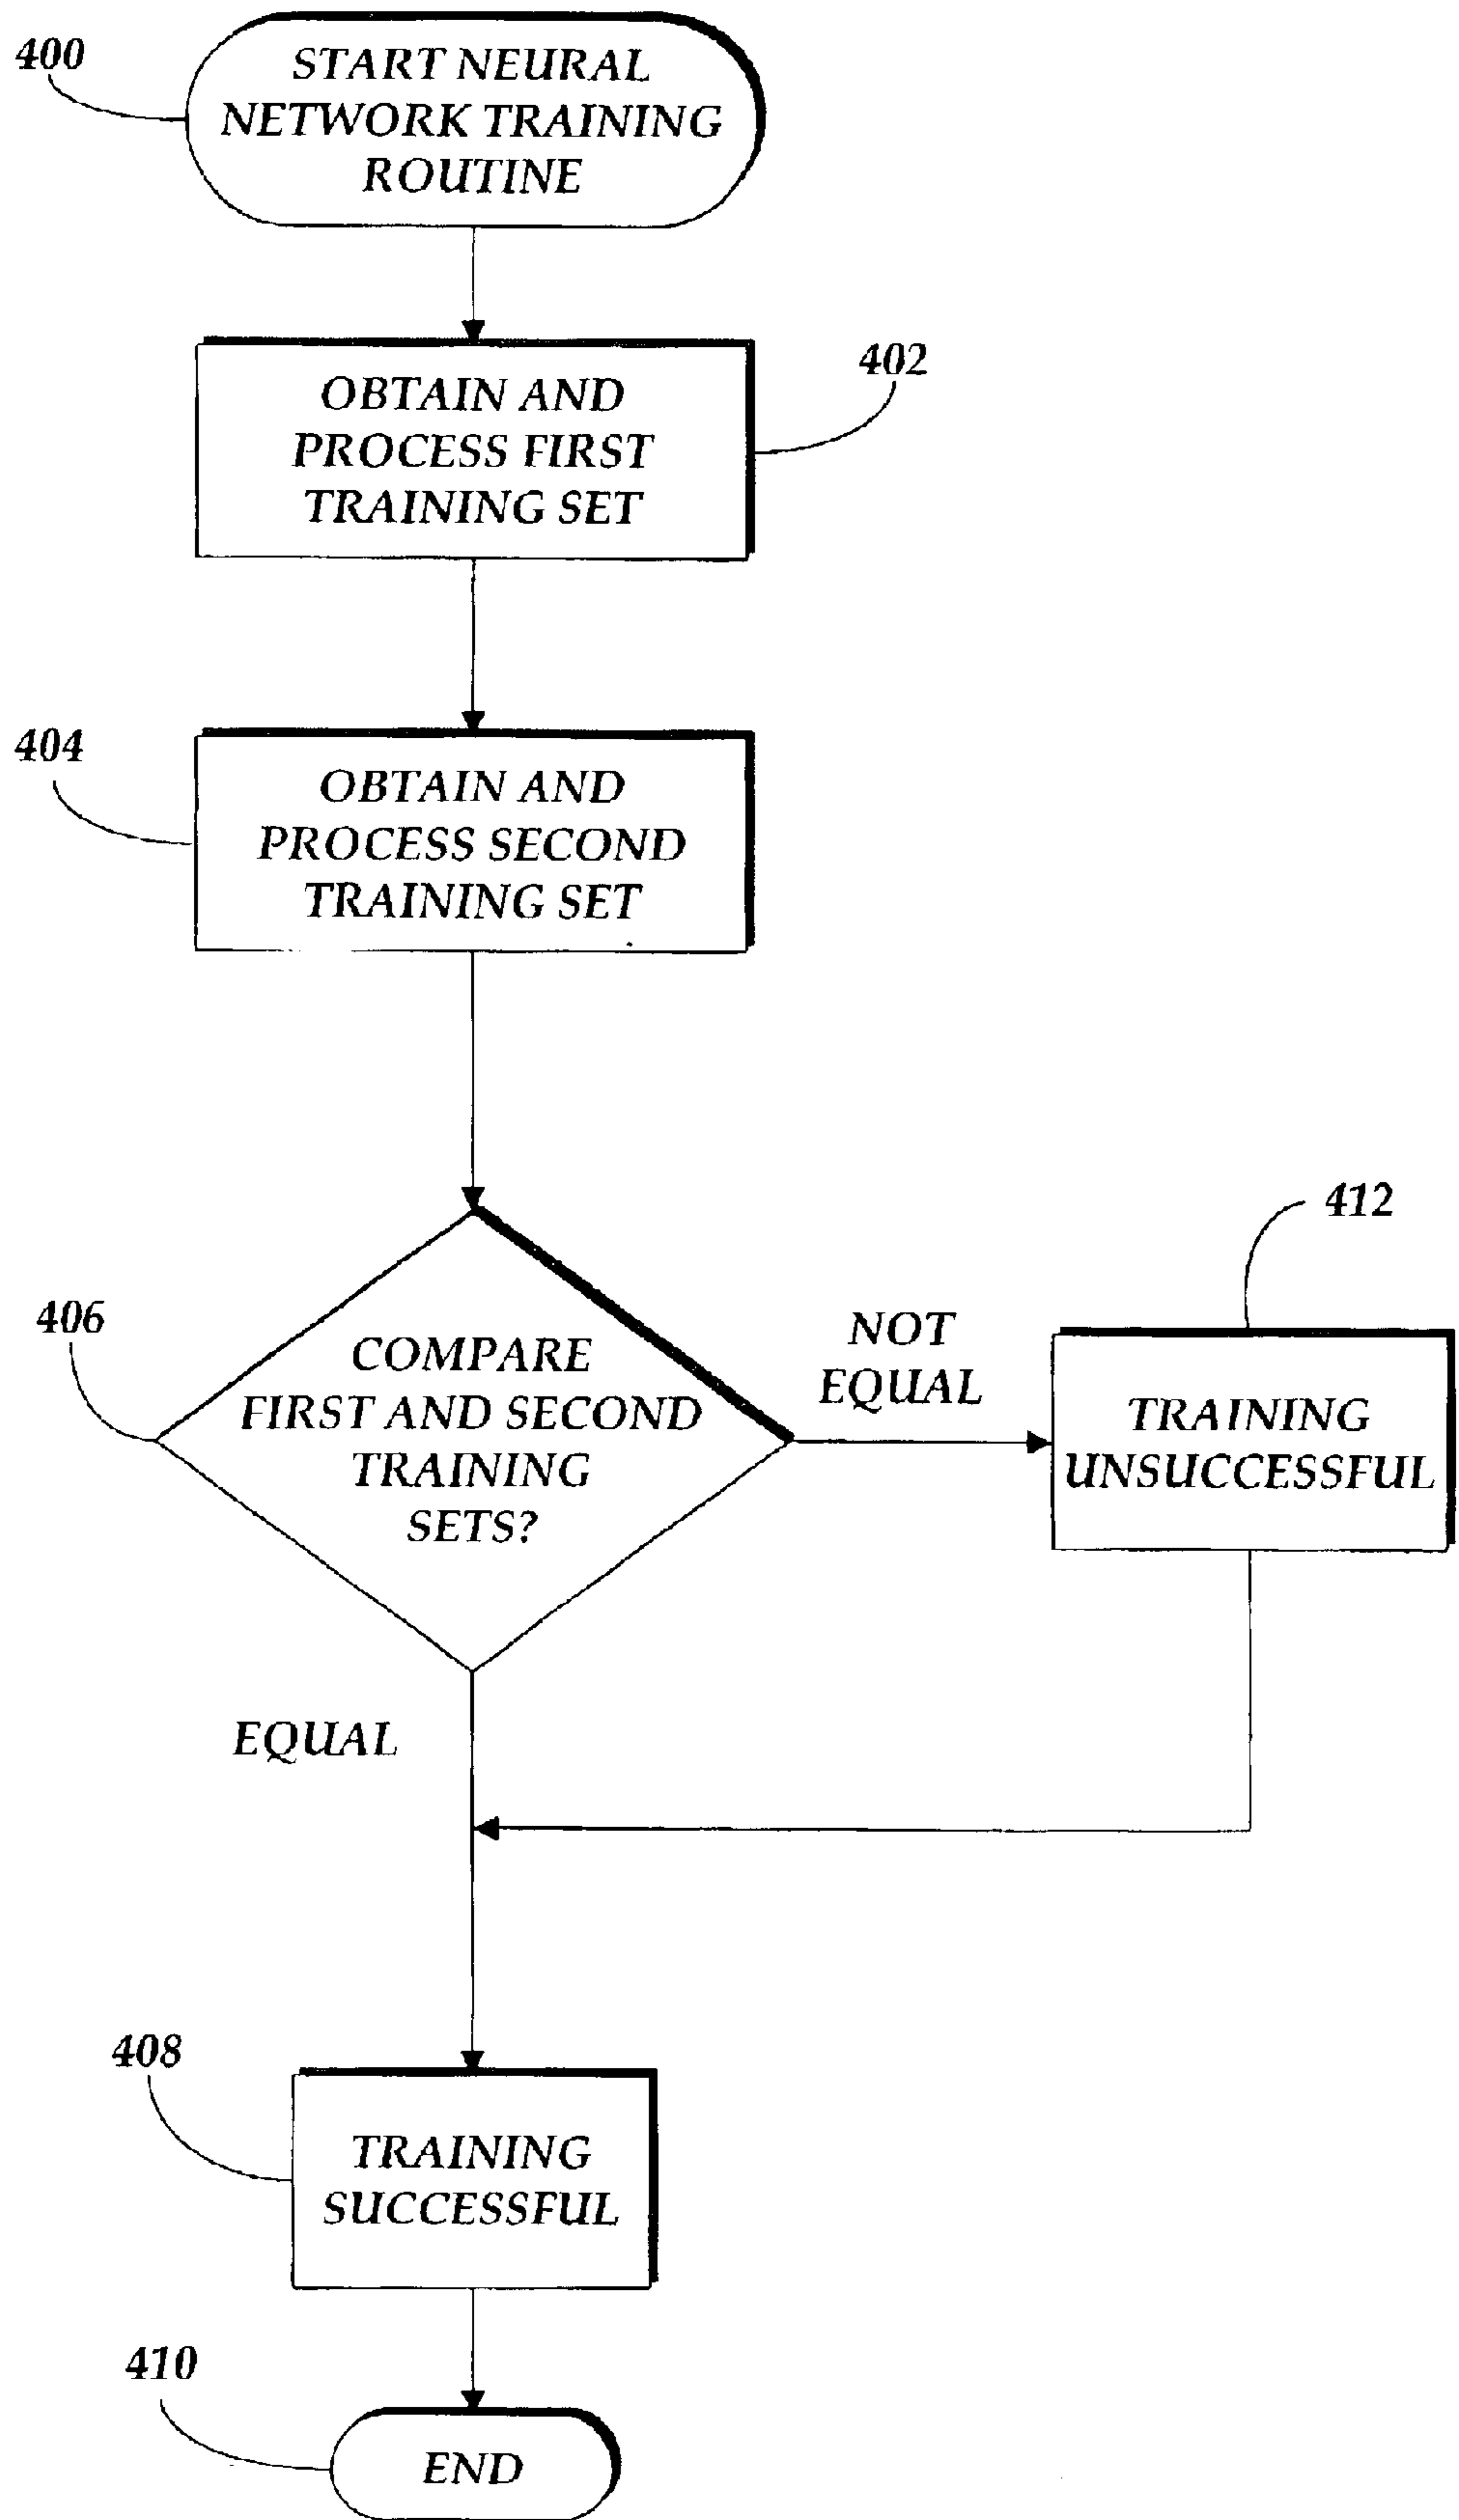 400
START NEURAL
NETWORK TRAINING
ROUTINE
402
OBTAIN AND
PROCESS FIRST
TRAINING SET
404
OBTAIN AND
PROCESS SECOND
TRAINING SET
412
406
COMPARE
FIRST AND SECOND
TRAINING
SETS?
NOT
EQUAL
TRAINING
UNSUCCESSFUL
EQUAL
408
TRAINING
SUCCESSFUL
410
END